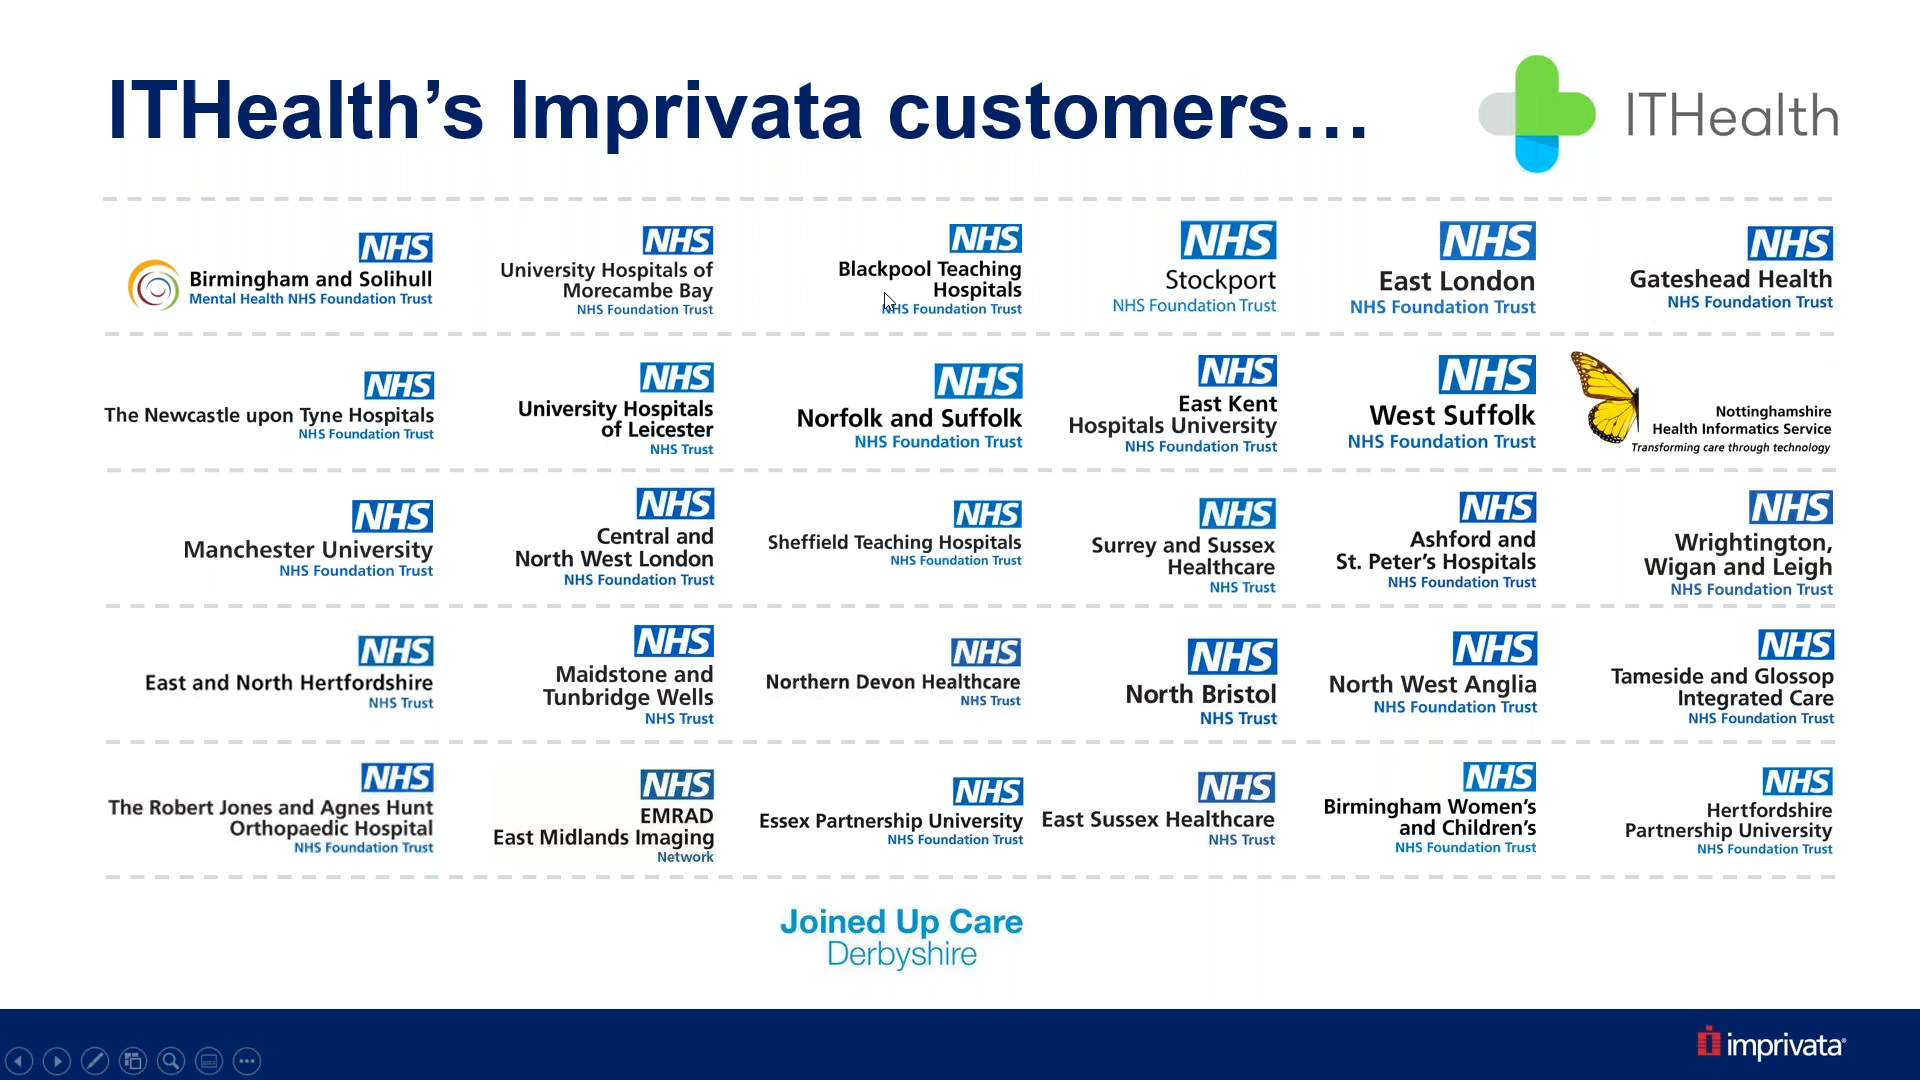 ITHealth’s Imprivata customers…
ITHealth
NHS
Birmingham and Solihull
Mental Health NHS Foundation Trust
NHS
University Hospitals of
Morecambe Bay
NHS Foundation Trust
NHS
Blackpool Teaching
Hospitals
NHS Foundation Trust
NHS
Stockport
NHS Foundation Trust
NHS
East London
NHS Foundation Trust
NHS
Gateshead Health
NHS Foundation Trust
NHS
The Newcastle upon Tyne Hospitals
NHS Foundation Trust
NHS
University Hospitals
of Leicester
NHS Trust
NHS
Norfolk and Suffolk
NHS Foundation Trust
NHS
East Kent
Hospitals University
NHS Foundation Trust
NHS
West Suffolk
NHS Foundation Trust
Nottinghamshire
Health Informatics Service
Transforming care through technology
NHS
Manchester University
NHS Foundation Trust
NHS
Central and
North West London
NHS Foundation Trust
NHS
Sheffield Teaching Hospitals
NHS Foundation Trust
NHS
Surrey and Sussex
Healthcare
NHS Trust
NHS
Ashford and
St. Peter’s Hospitals
NHS Foundation Trust
NHS
Wrightington,
Wigan and Leigh
NHS Foundation Trust
NHS
East and North Hertfordshire
NHS Trust
NHS
Maidstone and
Tunbridge Wells
NHS Trust
NHS
Northern Devon Healthcare
NHS Trust
NHS
North Bristol
NHS Trust
NHS
North West Anglia
NHS Foundation Trust
NHS
Tameside and Glossop
Integrated Care
NHS Foundation Trust
NHS
The Robert Jones and Agnes Hunt
Orthopaedic Hospital
NHS Foundation Trust
NHS
EMRAD
East Midlands Imaging
Network
NHS
Essex Partnership University
NHS Foundation Trust
NHS
East Sussex Healthcare
NHS Trust
NHS
Birmingham Women’s
and Children’s
NHS Foundation Trust
NHS
Hertfordshire
Partnership University
NHS Foundation Trust
Joined Up Care
Derbyshire
imprivata